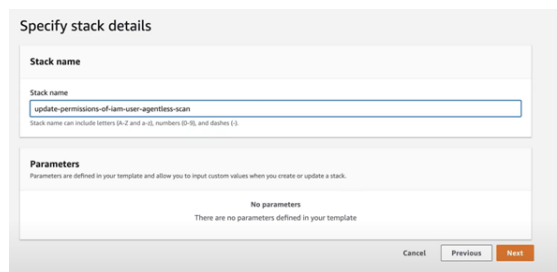 Specify stack details
Stack name
Stack name
update-permissions-of-iam-user-agentless-scan
Stack name can include letters (A-Z and a-z), numbers (0-9), and dashes (-).
Parameters
Parameters are defined in your template and allow you to input custom values when you create or update a stack.
No parameters
There are no parameters defined in your template
Cancel Previous Next